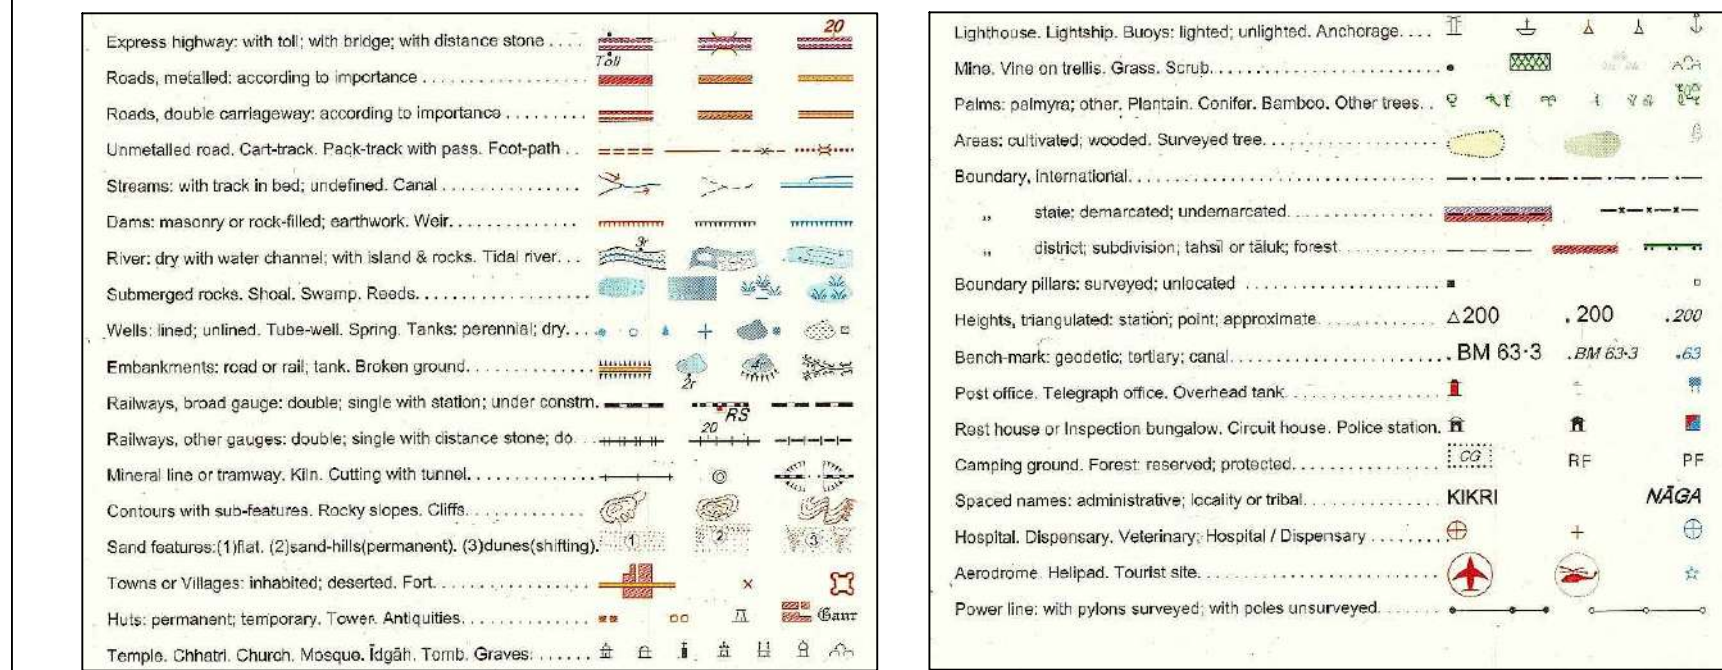 Express highway: with toll; with bridge; with distance stone . . . . Toll 20
Roads, metalled: according to importance . . . . . . . . . . . . . . . . .
Roads, double carriageway: according to importance . . . . . . . . .
Unmetalled road. Cart-track. Pack-track with pass. Foot-path . .
Streams: with track in bed; undefined. Canal . . . . . . . . . . . . . . .
Dams: masonry or rock-filled; earthwork. Weir. . . . . . . . . . . . . .
River: dry with water channel; with island & rocks. Tidal river. . . 3r
Submerged rocks. Shoal. Swamp. Reeds. . . . . . . . . . . . . . . . . .
Wells: lined; unlined. Tube-well. Spring. Tanks: perennial; dry. . .
Embankments: road or rail; tank. Broken ground. . . . . . . . . . . . . 2r
Railways, broad gauge: double; single with station; under constrn. RS
Railways, other gauges: double; single with distance stone; do. . 20
Mineral line or tramway. Kiln. Cutting with tunnel. . . . . . . . . . . . .
Contours with sub-features. Rocky slopes. Cliffs. . . . . . . . . . . . .
Sand features:(1)flat. (2)sand-hills(permanent). (3)dunes(shifting). 1 2 3
Towns or Villages: inhabited; deserted. Fort. . . . . . . . . . . . . . . . .
Huts: permanent; temporary. Tower. Antiquities. . . . . . . . . . . . . .
Temple. Chhatri. Church. Mosque. Īdgāh. Tomb. Graves: . . . . . .
Lighthouse. Lightship. Buoys: lighted; unlighted. Anchorage. . . .
Mine. Vine on trellis. Grass. Scrub. . . . . . . . . . . . . . . . . . . . . . . .
Palms: palmyra; other. Plantain. Conifer. Bamboo. Other trees. . .
Areas: cultivated; wooded. Surveyed tree. . . . . . . . . . . . . . . . . .
Boundary, international. . . . . . . . . . . . . . . . . . . . . . . . . . . . . . . .
,, state: demarcated; undemarcated. . . . . . . . . . . . . . . .
,, district; subdivision; tahsīl or tāluk; forest. . . . . . . . . . .
Boundary pillars: surveyed; unlocated . . . . . . . . . . . . . . . . . . . .
Heights, triangulated: station; point; approximate. . . . . . . . . . . . △200 .200 .200
Bench-mark: geodetic; tertiary; canal. . . . . . . . . . . . . . . . . . . . . . .BM 63·3 .BM 63·3 .63
Post office. Telegraph office. Overhead tank. . . . . . . . . . . . . . . .
Rest house or Inspection bungalow. Circuit house. Police station.
Camping ground. Forest: reserved; protected. . . . . . . . . . . . . . . CG RF PF
Spaced names: administrative; locality or tribal. . . . . . . . . . . . . . KIKRI NĀGA
Hospital. Dispensary. Veterinary: Hospital / Dispensary . . . . . . .
Aerodrome. Helipad. Tourist site. . . . . . . . . . . . . . . . . . . . . . . . .
Power line: with pylons surveyed; with poles unsurveyed. . . . . . .